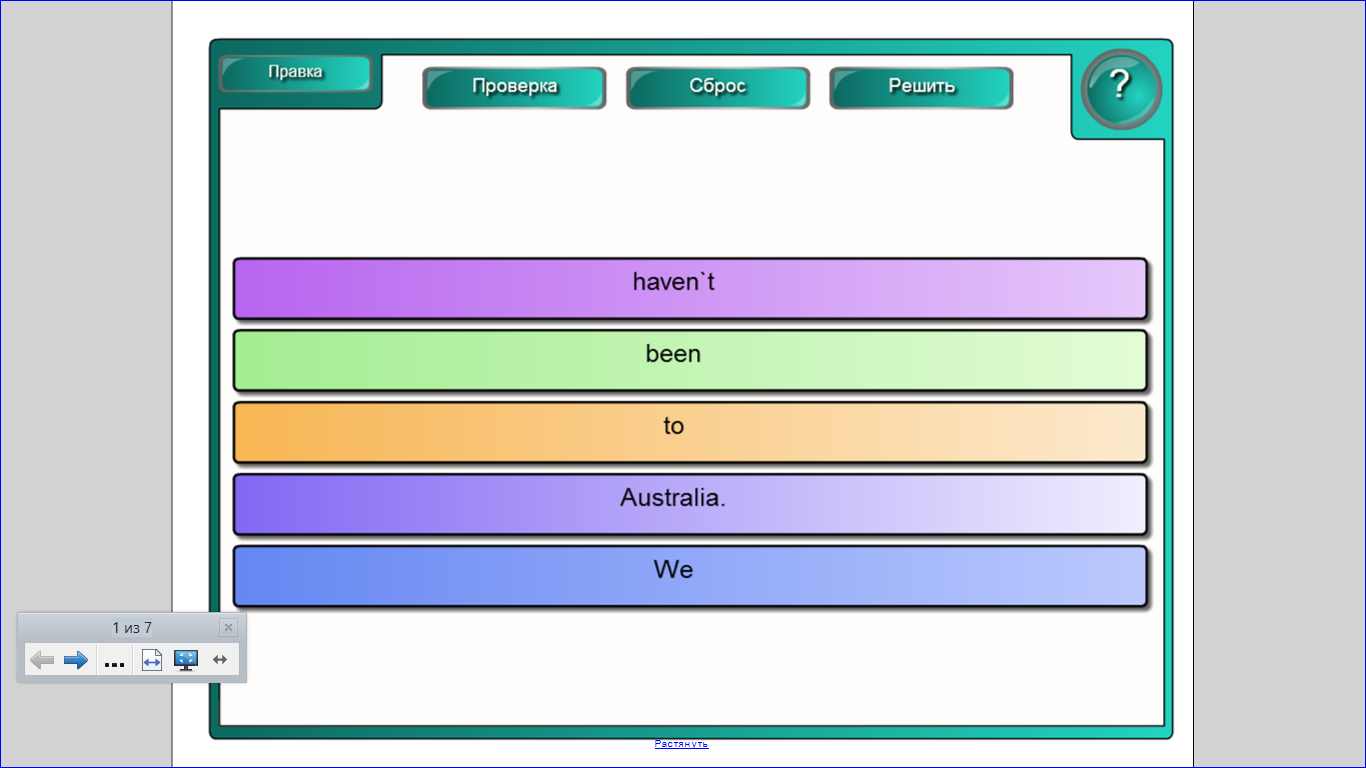 Правка
Проверка
Сброс
Решить
?
haven`t
been
to
Australia.
We
1 из 7
...
Растянуть